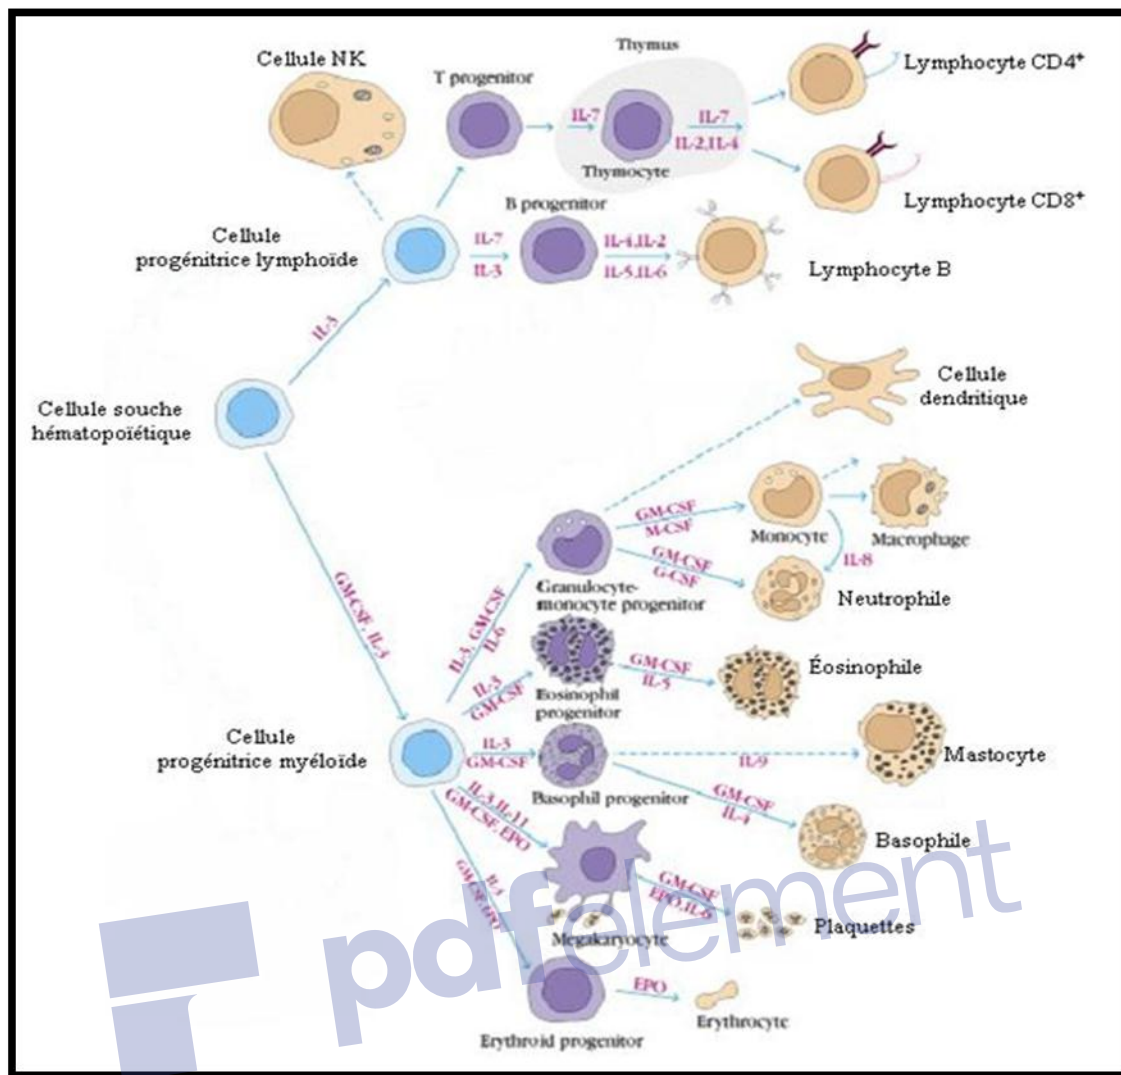 Cellule NK
T progenitor
Thymus
Lymphocyte CD4⁺
IL-7
IL-7
IL-2,IL-4
Thymocyte
Lymphocyte CD8⁺
B progenitor
Cellule
progénitrice lymphoïde
IL-7
IL-3
IL-4,IL-2
IL-5,IL-6
Lymphocyte B
IL-3
Cellule souche
hématopoïétique
Cellule
dendritique
GM-CSF
M-CSF
Monocyte
Macrophage
GM-CSF
G-CSF
IL-8
Granulocyte-
monocyte progenitor
Neutrophile
GM-CSF, IL-3
IL-3, GM-CSF
IL-6
GM-CSF
IL-5
Éosinophile
IL-3
GM-CSF
Eosinophil
progenitor
Cellule
progénitrice myéloïde
IL-3
GM-CSF
IL-9
Mastocyte
Basophil progenitor
GM-CSF
IL-4
Basophile
GM-CSF, EPO
GM-CSF
EPO,IL-6
Plaquettes
Megakaryocyte
IL-3
GM-CSF,EPO
EPO
Erythrocyte
Erythroid progenitor
pdfelement